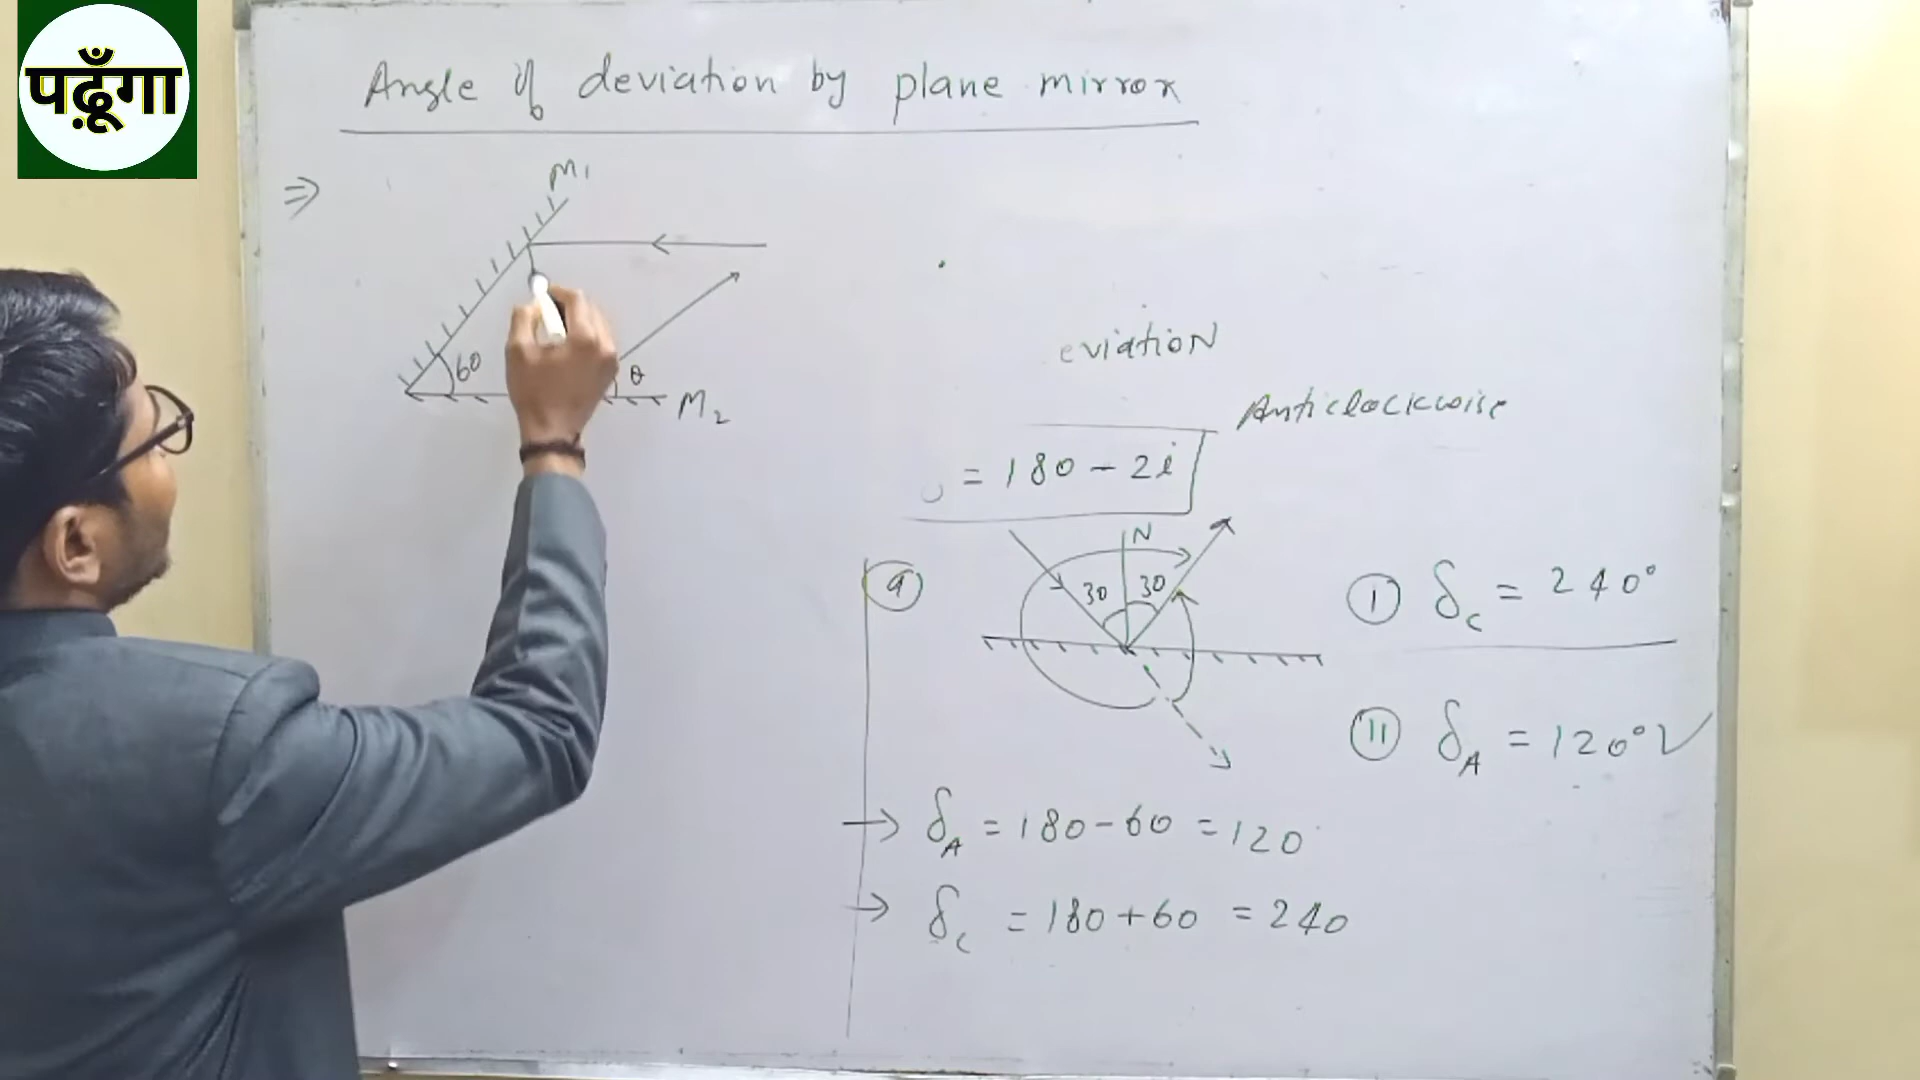 पढ़ूँगा
Angle of deviation by plane mirror
⇒
M1
60
θ
M2
eviation
Anticlockwise
= 180 - 2i
N
a
30 30
I δc = 240°
II δA = 120°
→ δA = 180 - 60 = 120
→ δc = 180 + 60 = 240